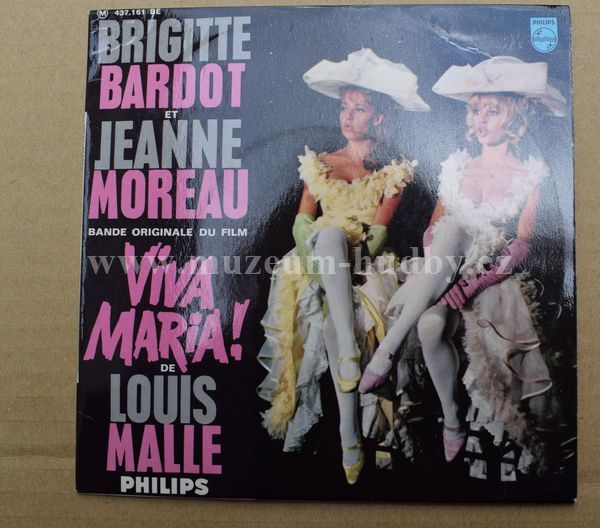 M 437.161 BE
PHILIPS
BRIGITTE
BARDOT
ET
JEANNE
MOREAU
BANDE ORIGINALE DU FILM
www.muzeum-hudby.cz
VIVA
MARIA!
DE
LOUIS
MALLE
PHILIPS